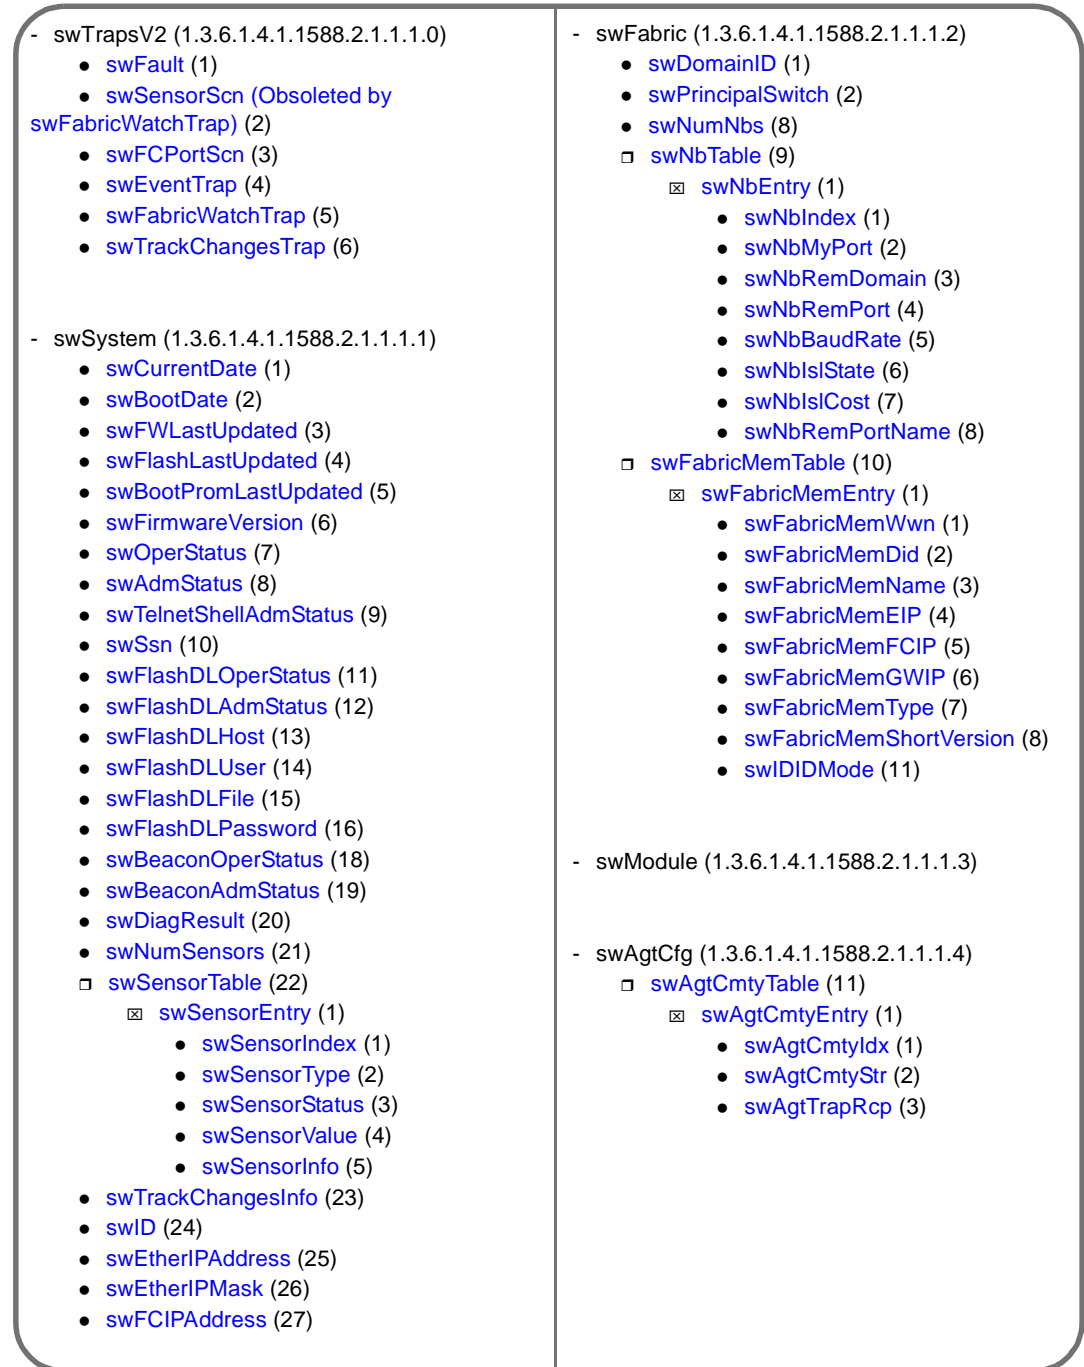 - swTrapsV2 (1.3.6.1.4.1.1588.2.1.1.1.0)
● swFault (1)
● swSensorScn (Obsoleted by
swFabricWatchTrap) (2)
● swFCPortScn (3)
● swEventTrap (4)
● swFabricWatchTrap (5)
● swTrackChangesTrap (6)
- swSystem (1.3.6.1.4.1.1588.2.1.1.1.1)
● swCurrentDate (1)
● swBootDate (2)
● swFWLastUpdated (3)
● swFlashLastUpdated (4)
● swBootPromLastUpdated (5)
● swFirmwareVersion (6)
● swOperStatus (7)
● swAdmStatus (8)
● swTelnetShellAdmStatus (9)
● swSsn (10)
● swFlashDLOperStatus (11)
● swFlashDLAdmStatus (12)
● swFlashDLHost (13)
● swFlashDLUser (14)
● swFlashDLFile (15)
● swFlashDLPassword (16)
● swBeaconOperStatus (18)
● swBeaconAdmStatus (19)
● swDiagResult (20)
● swNumSensors (21)
❒ swSensorTable (22)
☒ swSensorEntry (1)
● swSensorIndex (1)
● swSensorType (2)
● swSensorStatus (3)
● swSensorValue (4)
● swSensorInfo (5)
● swTrackChangesInfo (23)
● swID (24)
● swEtherIPAddress (25)
● swEtherIPMask (26)
● swFCIPAddress (27)
- swFabric (1.3.6.1.4.1.1588.2.1.1.1.2)
● swDomainID (1)
● swPrincipalSwitch (2)
● swNumNbs (8)
❒ swNbTable (9)
☒ swNbEntry (1)
● swNbIndex (1)
● swNbMyPort (2)
● swNbRemDomain (3)
● swNbRemPort (4)
● swNbBaudRate (5)
● swNbIslState (6)
● swNbIslCost (7)
● swNbRemPortName (8)
❒ swFabricMemTable (10)
☒ swFabricMemEntry (1)
● swFabricMemWwn (1)
● swFabricMemDid (2)
● swFabricMemName (3)
● swFabricMemEIP (4)
● swFabricMemFCIP (5)
● swFabricMemGWIP (6)
● swFabricMemType (7)
● swFabricMemShortVersion (8)
● swIDIDMode (11)
- swModule (1.3.6.1.4.1.1588.2.1.1.1.3)
- swAgtCfg (1.3.6.1.4.1.1588.2.1.1.1.4)
❒ swAgtCmtyTable (11)
☒ swAgtCmtyEntry (1)
● swAgtCmtyIdx (1)
● swAgtCmtyStr (2)
● swAgtTrapRcp (3)